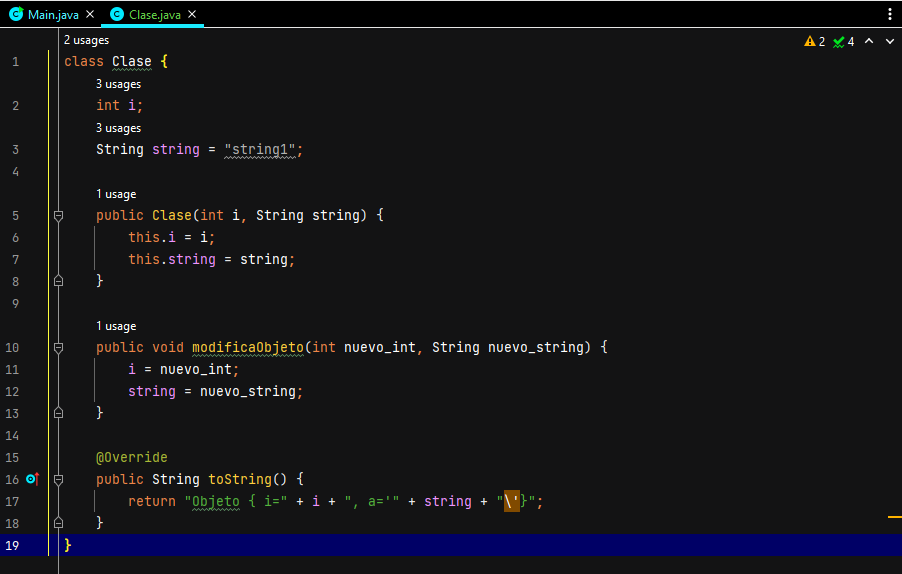 Main.java
Clase.java
2 usages
2 4
1 class Clase {
3 usages
2 int i;
3 usages
3 String string = "string1";
4
1 usage
5 public Clase(int i, String string) {
6 this.i = i;
7 this.string = string;
8 }
9
1 usage
10 public void modificaObjeto(int nuevo_int, String nuevo_string) {
11 i = nuevo_int;
12 string = nuevo_string;
13 }
14
15 @Override
16 public String toString() {
17 return "Objeto { i=" + i + ", a='" + string + "\'}";
18 }
19 }